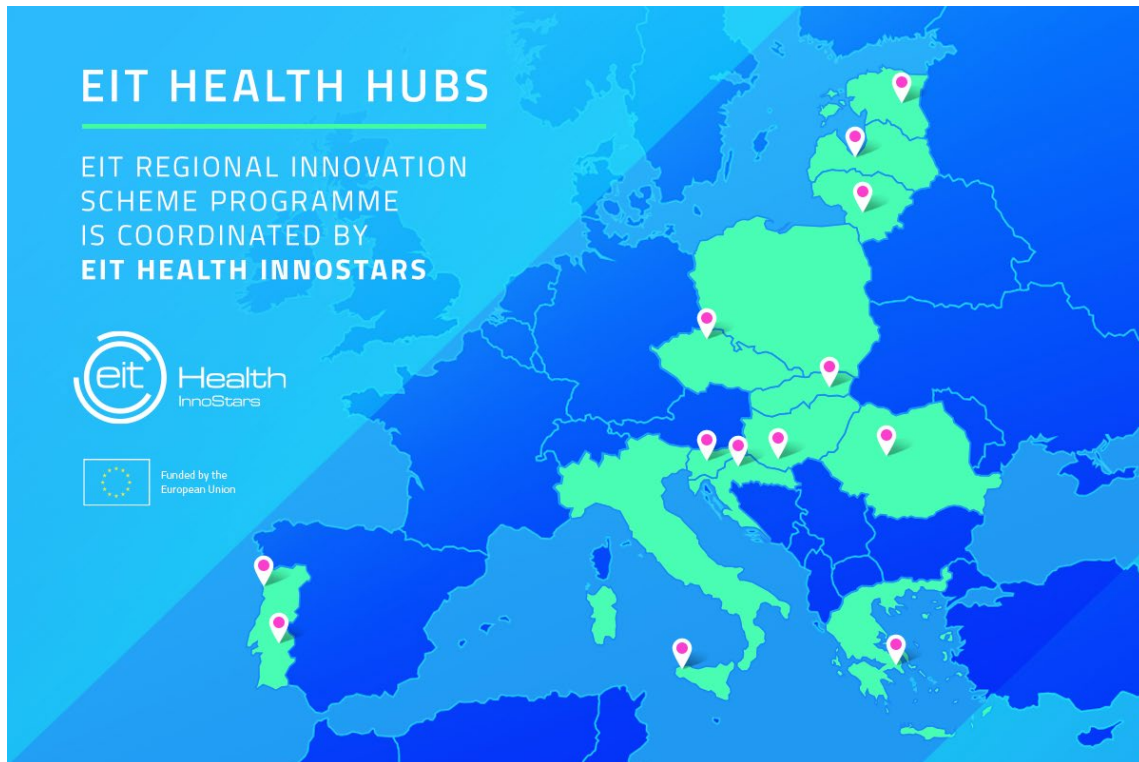 EIT HEALTH HUBS
EIT REGIONAL INNOVATION
SCHEME PROGRAMME
IS COORDINATED BY
EIT HEALTH INNOSTARS
eit Health
InnoStars
Funded by the
European Union